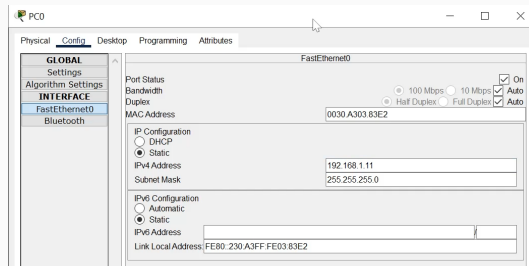 PC0
Physical Config Desktop Programming Attributes
GLOBAL
Settings
Algorithm Settings
INTERFACE
FastEthernet0
Bluetooth
FastEthernet0
Port Status On
Bandwidth 100 Mbps 10 Mbps Auto
Duplex Half Duplex Full Duplex Auto
MAC Address 0030.A303.83E2
IP Configuration
DHCP
Static
IPv4 Address 192.168.1.11
Subnet Mask 255.255.255.0
IPv6 Configuration
Automatic
Static
IPv6 Address /
Link Local Address: FE80::230:A3FF:FE03:83E2